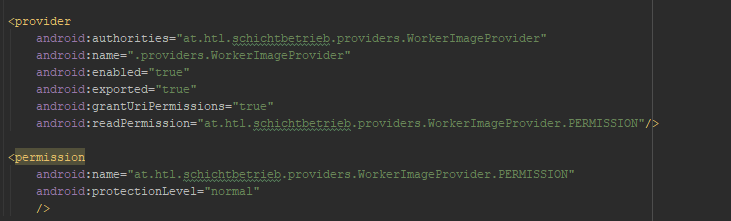 <provider
android:authorities="at.htl.schichtbetrieb.providers.WorkerImageProvider"
android:name=".providers.WorkerImageProvider"
android:enabled="true"
android:exported="true"
android:grantUriPermissions="true"
android:readPermission="at.htl.schichtbetrieb.providers.WorkerImageProvider.PERMISSION"/>
<permission
android:name="at.htl.schichtbetrieb.providers.WorkerImageProvider.PERMISSION"
android:protectionLevel="normal"
/>